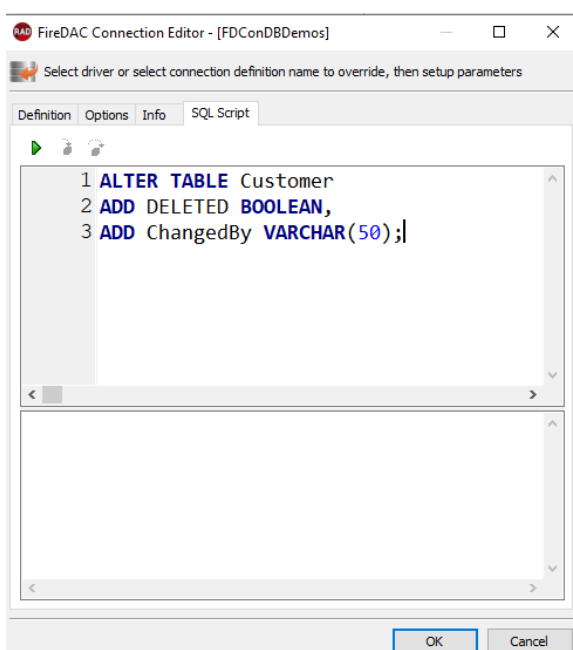 RAD FireDAC Connection Editor - [FDConDBDemos]
Select driver or select connection definition name to override, then setup parameters
Definition Options Info SQL Script
1 ALTER TABLE Customer
2 ADD DELETED BOOLEAN,
3 ADD ChangedBy VARCHAR(50);
OK Cancel